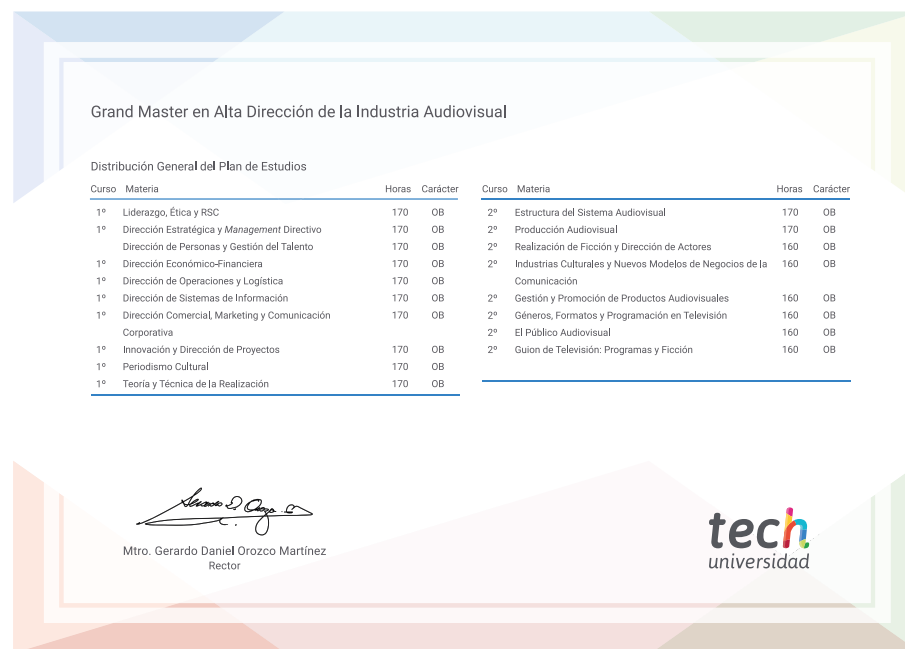 Grand Master en Alta Dirección de la Industria Audiovisual
Distribución General del Plan de Estudios
Curso Materia Horas Carácter
1º Liderazgo, Ética y RSC 170 OB
1º Dirección Estratégica y Management Directivo 170 OB
Dirección de Personas y Gestión del Talento 170 OB
1º Dirección Económico-Financiera 170 OB
1º Dirección de Operaciones y Logística 170 OB
1º Dirección de Sistemas de Información 170 OB
1º Dirección Comercial, Marketing y Comunicación 170 OB
Corporativa
1º Innovación y Dirección de Proyectos 170 OB
1º Periodismo Cultural 170 OB
1º Teoría y Técnica de la Realización 170 OB
Curso Materia Horas Carácter
2º Estructura del Sistema Audiovisual 170 OB
2º Producción Audiovisual 170 OB
2º Realización de Ficción y Dirección de Actores 160 OB
2º Industrias Culturales y Nuevos Modelos de Negocios de la 160 OB
Comunicación
2º Gestión y Promoción de Productos Audiovisuales 160 OB
2º Géneros, Formatos y Programación en Televisión 160 OB
2º El Público Audiovisual 160 OB
2º Guion de Televisión: Programas y Ficción 160 OB
Mtro. Gerardo Daniel Orozco Martínez
Rector
tech
universidad